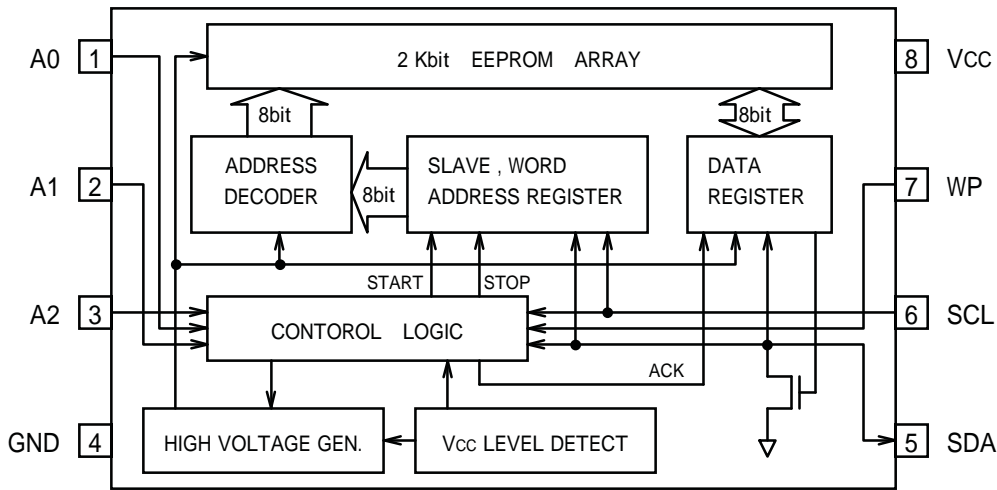 A0 1
2 Kbit EEPROM ARRAY
8 VCC
8bit
8bit
A1 2
ADDRESS
DECODER
8bit
SLAVE , WORD
ADDRESS REGISTER
DATA
REGISTER
7 WP
START
STOP
A2 3
CONTOROL LOGIC
6 SCL
ACK
GND 4
HIGH VOLTAGE GEN.
VCC LEVEL DETECT
5 SDA